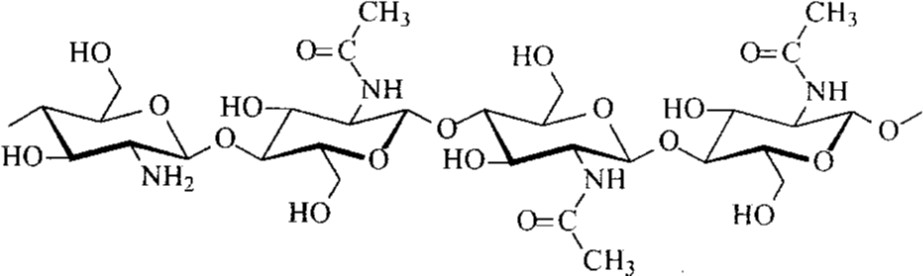 CH₃ CH₃
O=C O=C
HO HO
NH NH
HO O HO O HO
O O O O
HO HO
NH₂ O NH O
HO O=C HO
CH₃